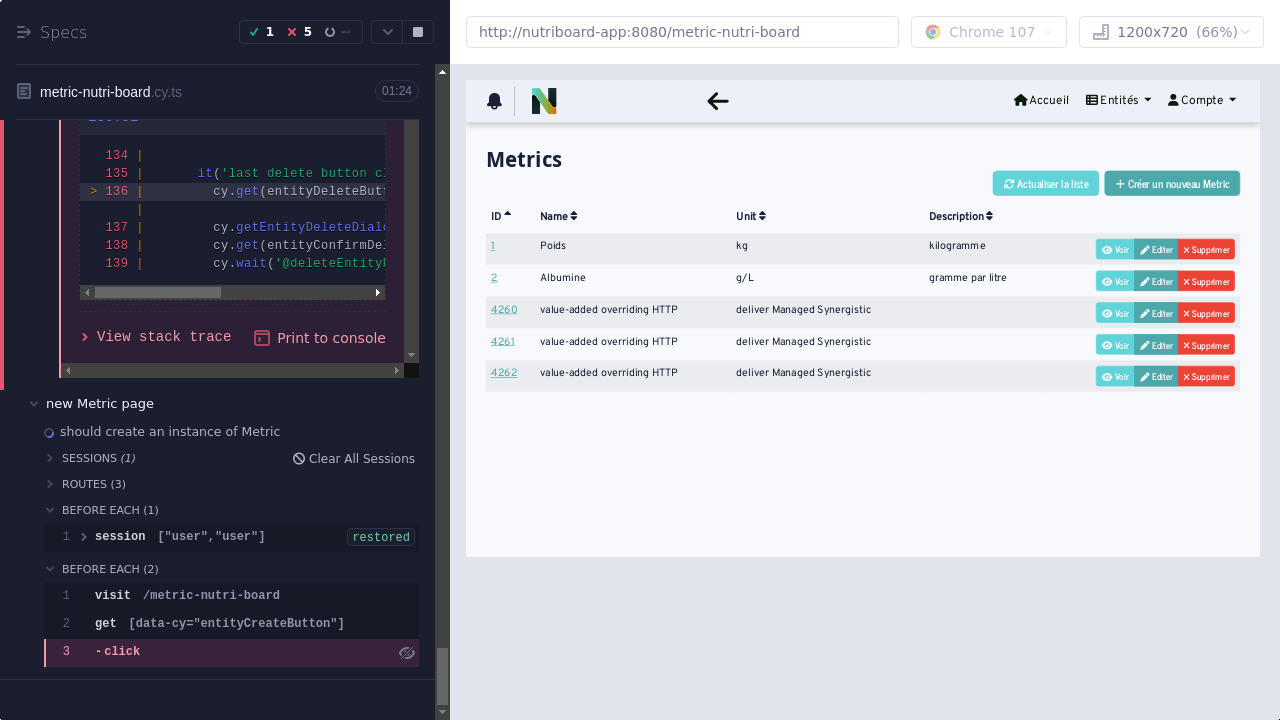 Specs
1
5
--
metric-nutri-board.cy.ts
01:24
134 |
135 | it('last delete button cl
> 136 | cy.get(entityDeleteButt
|
137 | cy.getEntityDeleteDialo
138 | cy.get(entityConfirmDel
139 | cy.wait('@deleteEntityR
View stack trace
Print to console
new Metric page
should create an instance of Metric
SESSIONS (1)
Clear All Sessions
ROUTES (3)
BEFORE EACH (1)
1 session ["user","user"]
restored
BEFORE EACH (2)
1 visit /metric-nutri-board
2 get [data-cy="entityCreateButton"]
3 -click
http://nutriboard-app:8080/metric-nutri-board
Chrome 107
1200x720 (66%)
N
Accueil
Entités
Compte
Metrics
Actualiser la liste
Créer un nouveau Metric
ID Name Unit Description
1 Poids kg kilogramme Voir Editer Supprimer
2 Albumine g/L gramme par litre Voir Editer Supprimer
4260 value-added overriding HTTP deliver Managed Synergistic Voir Editer Supprimer
4261 value-added overriding HTTP deliver Managed Synergistic Voir Editer Supprimer
4262 value-added overriding HTTP deliver Managed Synergistic Voir Editer Supprimer